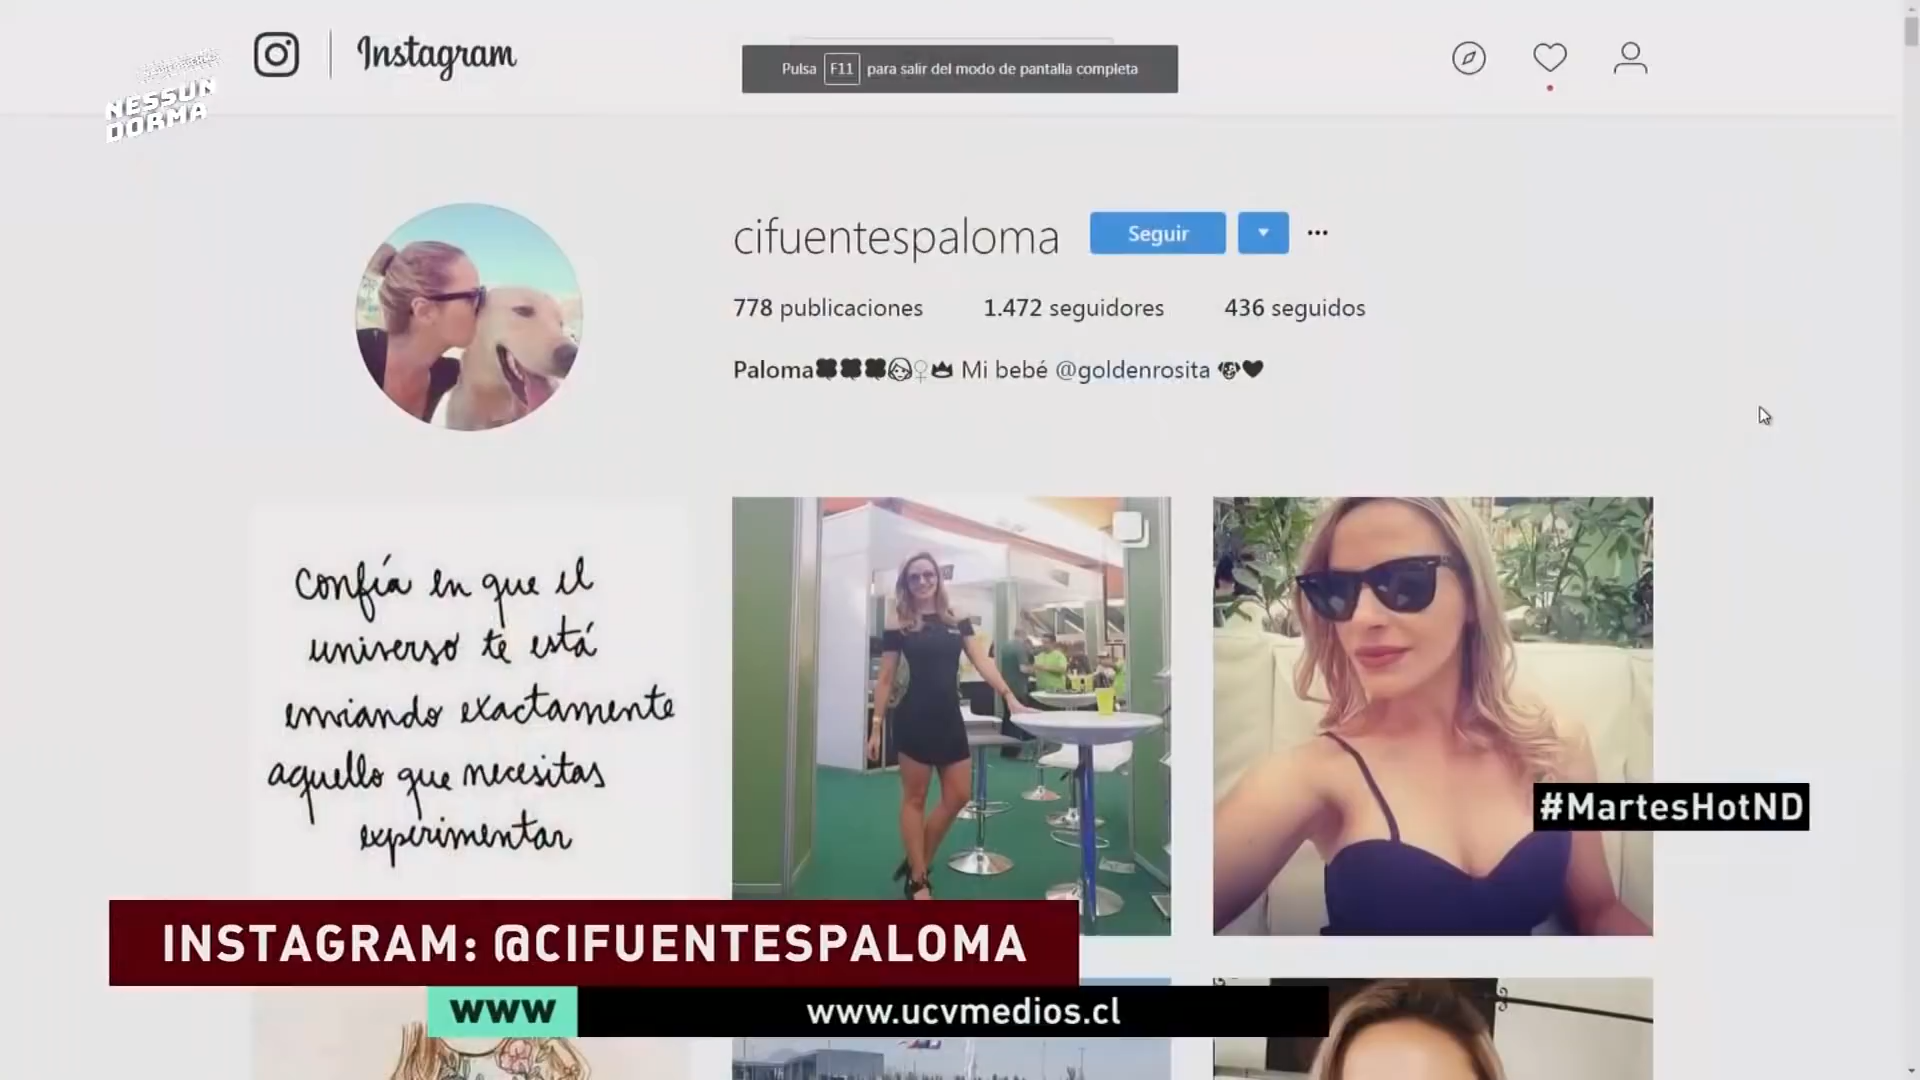 Instagram
Pulsa F11 para salir del modo de pantalla completa
NESSUN
DORMA
cifuentespaloma
Seguir
778 publicaciones 1.472 seguidores 436 seguidos
Paloma Mi bebé @goldenrosita
Confía en que el
universo te está
enviando exactamente
aquello que necesitas
experimentar
#MartesHotND
INSTAGRAM: @CIFUENTESPALOMA
WWW www.ucvmedios.cl